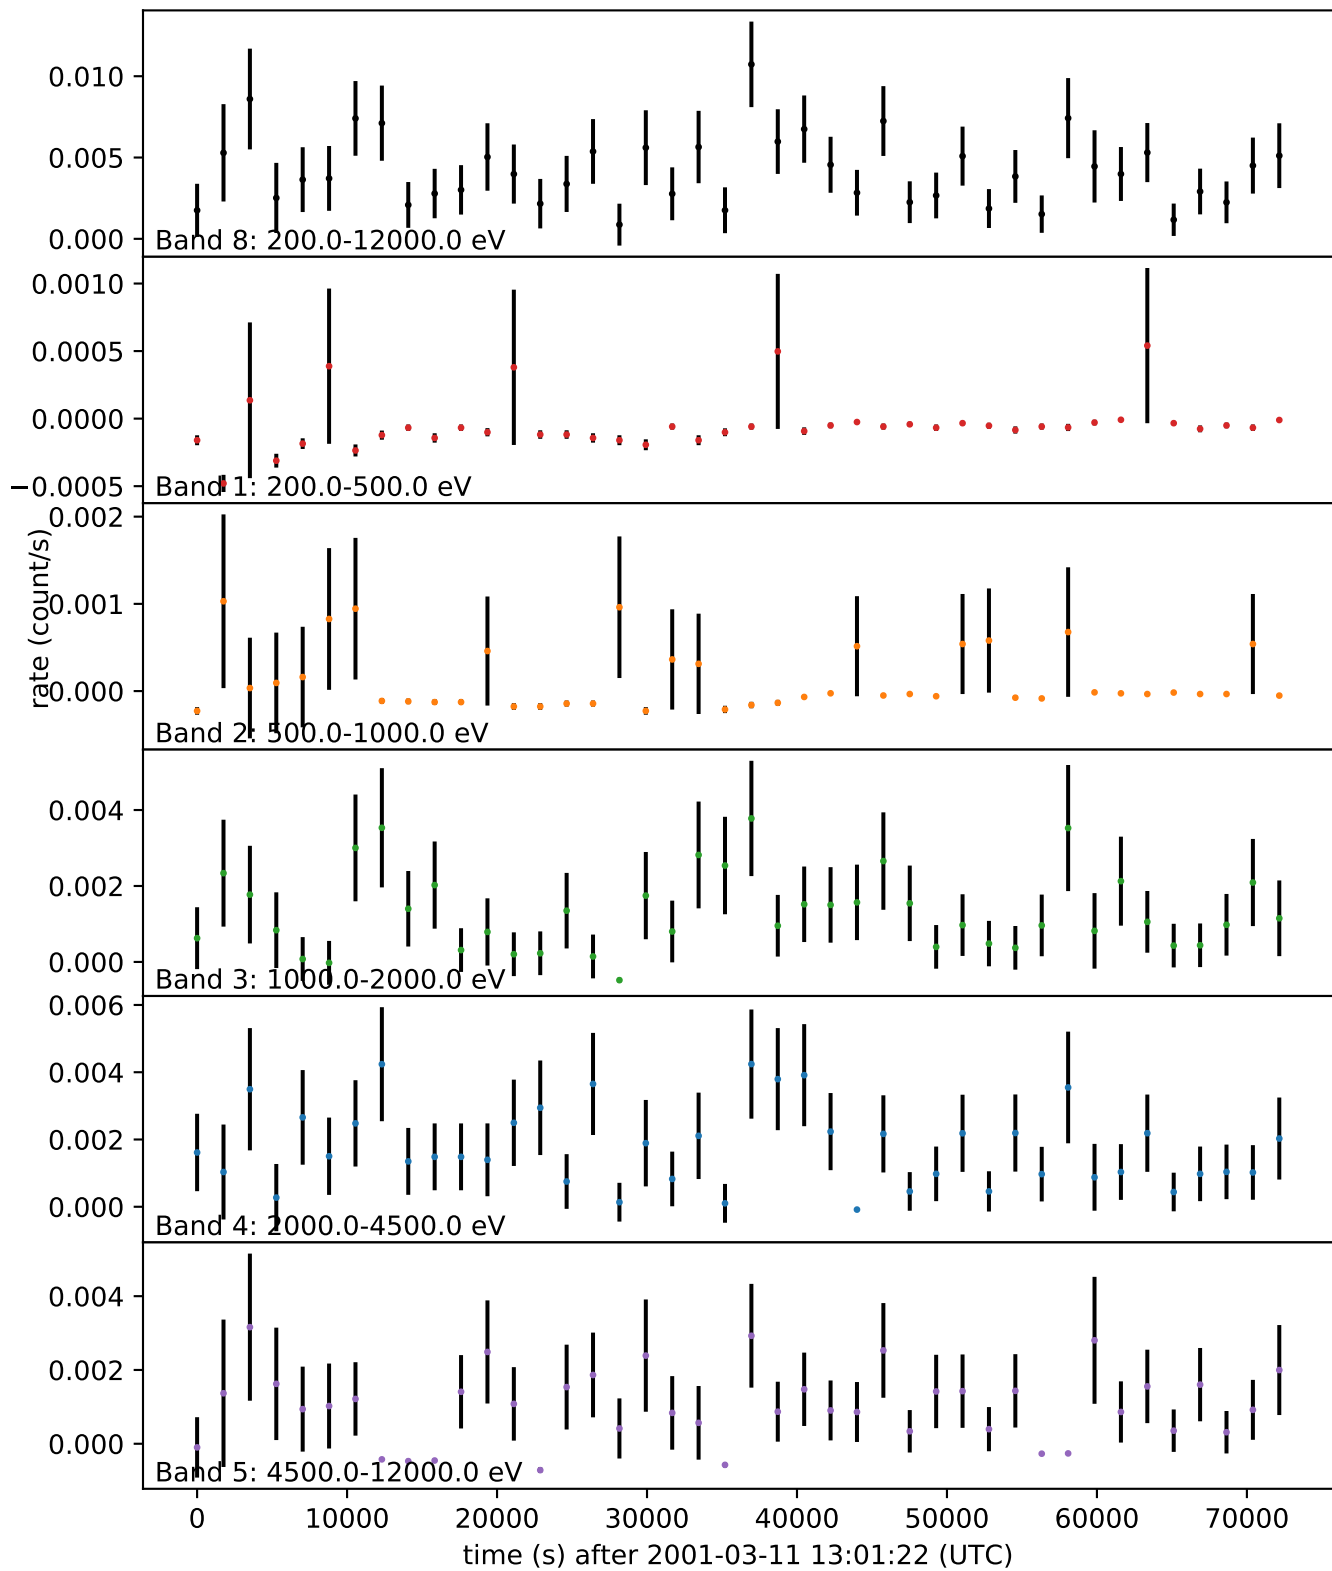 0.010
0.005
0.000
Band 8: 200.0-12000.0 eV
0.0010
0.0005
0.0000
−0.0005
Band 1: 200.0-500.0 eV
0.002
0.001
0.000
Band 2: 500.0-1000.0 eV
rate (count/s)
0.004
0.002
0.000
Band 3: 1000.0-2000.0 eV
0.006
0.004
0.002
0.000
Band 4: 2000.0-4500.0 eV
0.004
0.002
0.000
Band 5: 4500.0-12000.0 eV
0 10000 20000 30000 40000 50000 60000 70000
time (s) after 2001-03-11 13:01:22 (UTC)